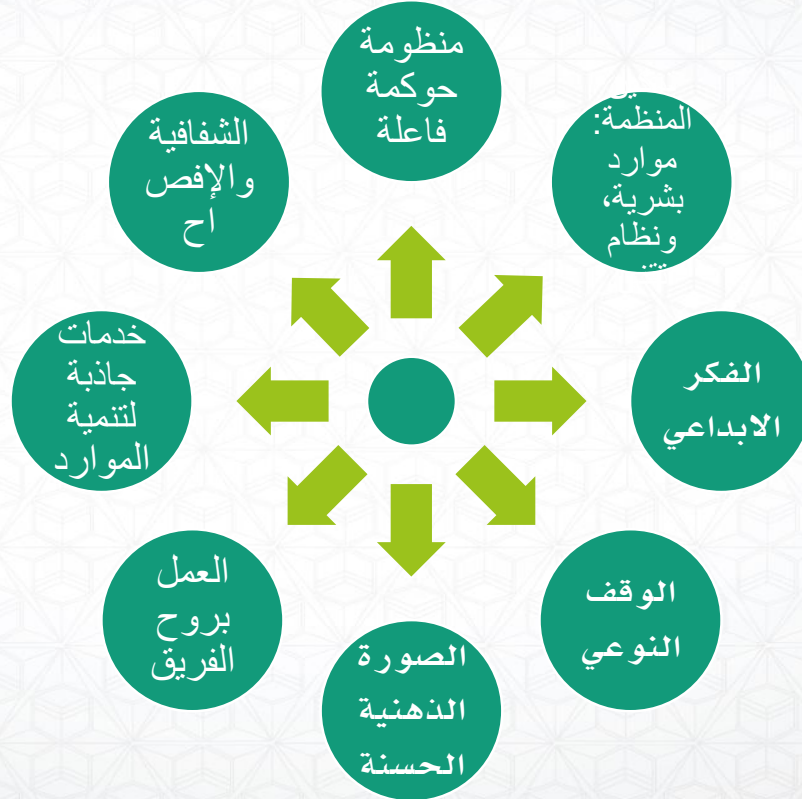 منظومة
حوكمة
فاعلة
المنظمة:
موارد
بشرية،
ونظام
الفكر
الابداعي
الوقف
النوعي
الصورة
الذهنية
الحسنة
العمل
بروح
الفريق
خدمات
جاذبة
لتنمية
الموارد
الشفافية
والإفص
اح